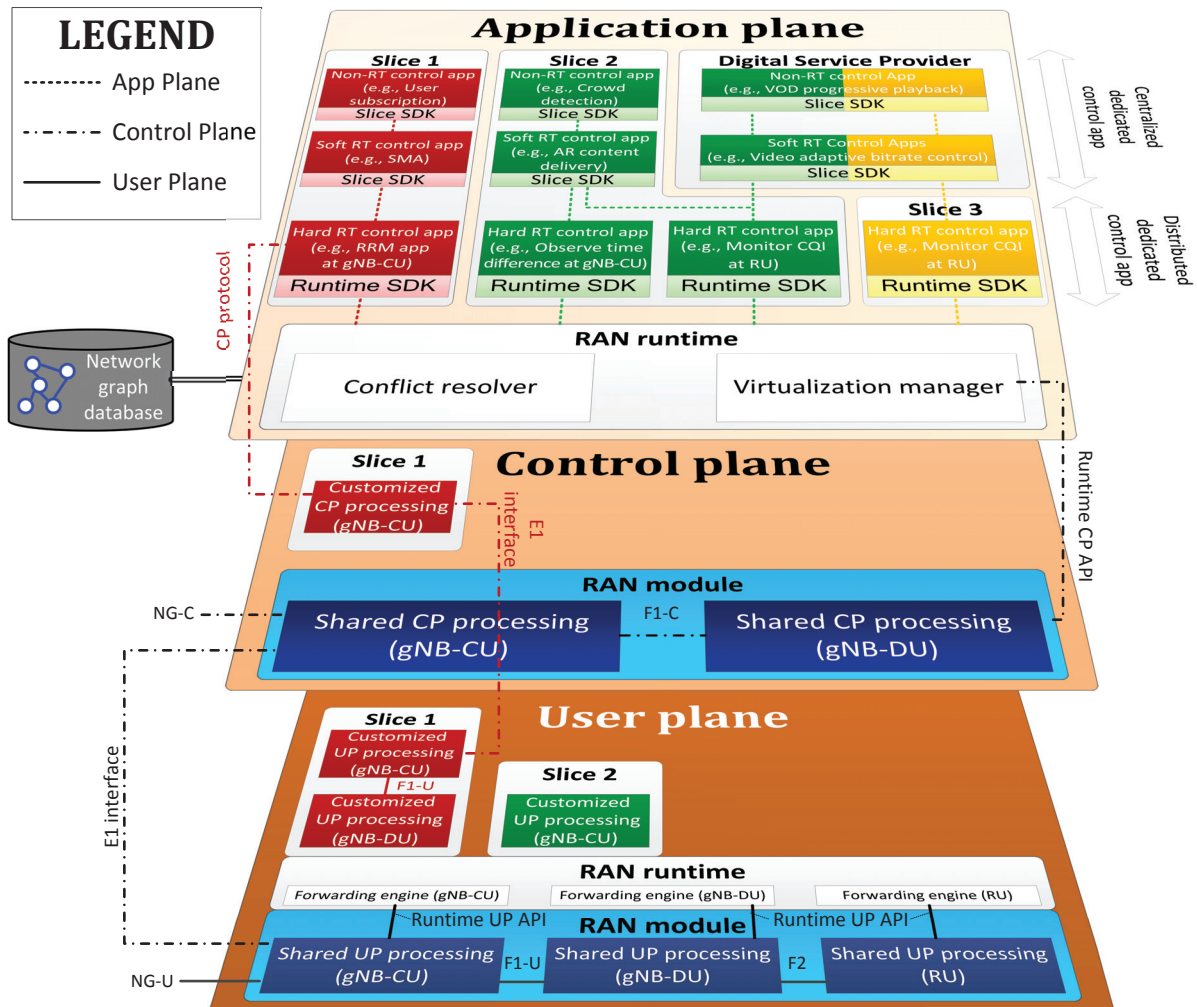 LEGEND
App Plane
Control Plane
User Plane
Application plane
Slice 1
Non-RT control app
(e.g., User
subscription)
Slice SDK
Soft RT control app
(e.g., SMA)
Slice SDK
Hard RT control app
(e.g., RRM app
at gNB-CU)
Runtime SDK
Slice 2
Non-RT control app
(e.g., Crowd
detection)
Slice SDK
Soft RT control app
(e.g., AR content
delivery)
Slice SDK
Hard RT control app
(e.g., Observe time
difference at gNB-CU)
Runtime SDK
Hard RT control app
(e.g., Monitor CQI
at RU)
Runtime SDK
Digital Service Provider
Non-RT control App
(e.g., VOD progressive playback)
Slice SDK
Soft RT Control Apps
(e.g., Video adaptive bitrate control)
Slice SDK
Slice 3
Hard RT control app
(e.g., Monitor CQI
at RU)
Runtime SDK
Centralized
dedicated
control app
Distributed
dedicated
control app
CP protocol
Network
graph
database
RAN runtime
Conflict resolver
Virtualization manager
Control plane
Slice 1
Customized
CP processing
(gNB-CU)
E1
interface
Runtime CP API
RAN module
NG-C
Shared CP processing
(gNB-CU)
F1-C
Shared CP processing
(gNB-DU)
User plane
Slice 1
Customized
UP processing
(gNB-CU)
F1-U
Customized
UP processing
(gNB-DU)
Slice 2
Customized
UP processing
(gNB-CU)
E1 interface
RAN runtime
Forwarding engine (gNB-CU)
Forwarding engine (gNB-DU)
Forwarding engine (RU)
Runtime UP API
RAN module
Runtime UP API
NG-U
Shared UP processing
(gNB-CU)
F1-U
Shared UP processing
(gNB-DU)
F2
Shared UP processing
(RU)